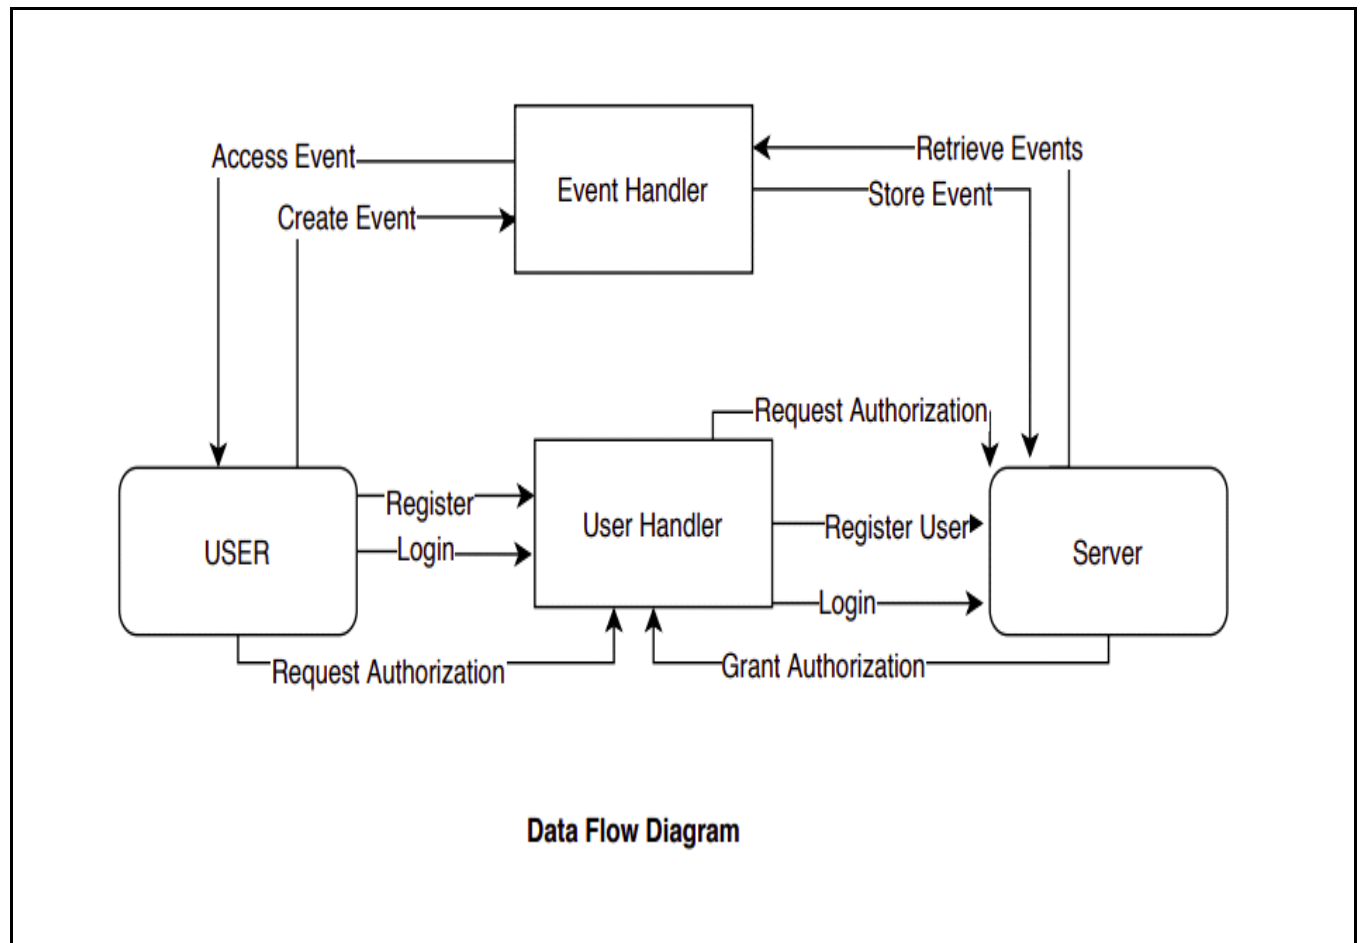 Access Event
Retrieve Events
Event Handler
Store Event
Create Event
Request Authorization
Register
User Handler
Register User
USER
Login
Server
Login
Request Authorization
Grant Authorization
Data Flow Diagram